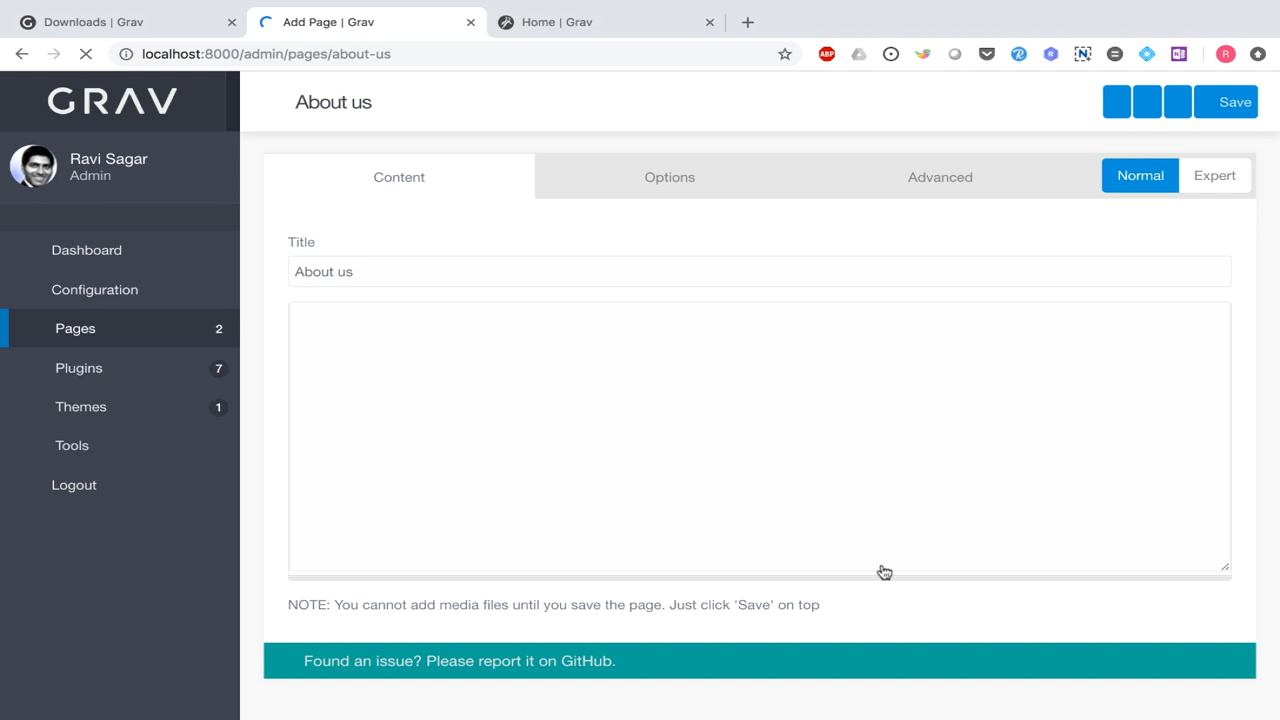 Downloads | Grav
Add Page | Grav
Home | Grav
localhost:8000/admin/pages/about-us
ABP
R
GRAV
About us
Save
Ravi Sagar
Admin
Content
Options
Advanced
Normal
Expert
Dashboard
Configuration
Pages 2
Plugins 7
Themes 1
Tools
Logout
Title
About us
NOTE: You cannot add media files until you save the page. Just click 'Save' on top
Found an issue? Please report it on GitHub.